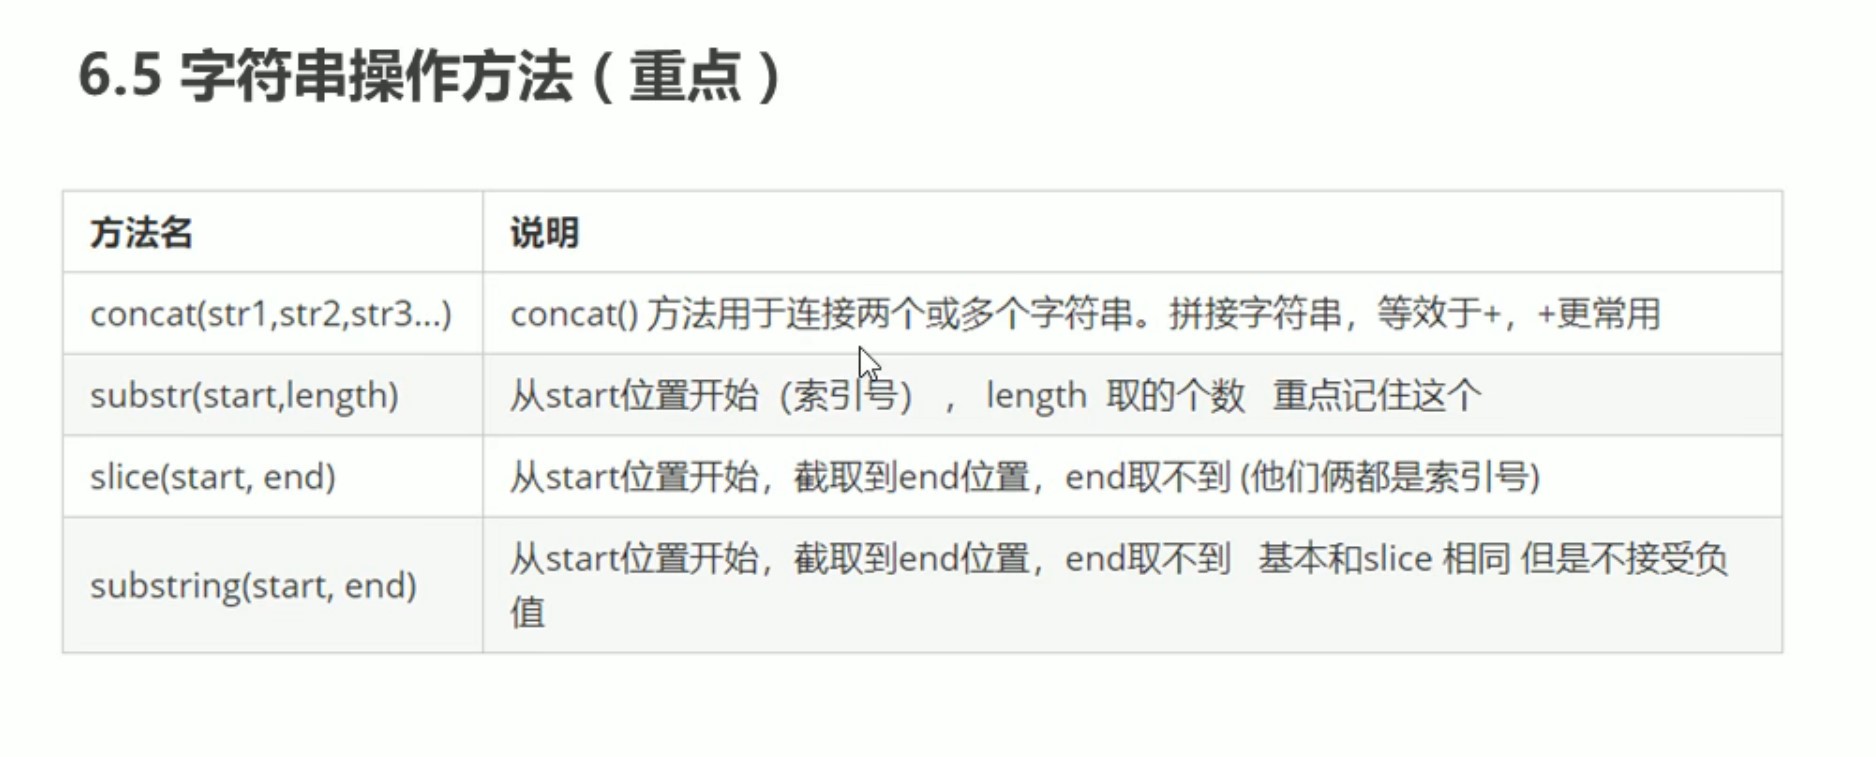 6.5 字符串操作方法（重点）
方法名 说明
concat(str1,str2,str3...) concat() 方法用于连接两个或多个字符串。拼接字符串，等效于+，+更常用
substr(start,length) 从start位置开始（索引号） ， length 取的个数 重点记住这个
slice(start, end) 从start位置开始，截取到end位置，end取不到 (他们俩都是索引号)
substring(start, end) 从start位置开始，截取到end位置，end取不到 基本和slice 相同 但是不接受负
值